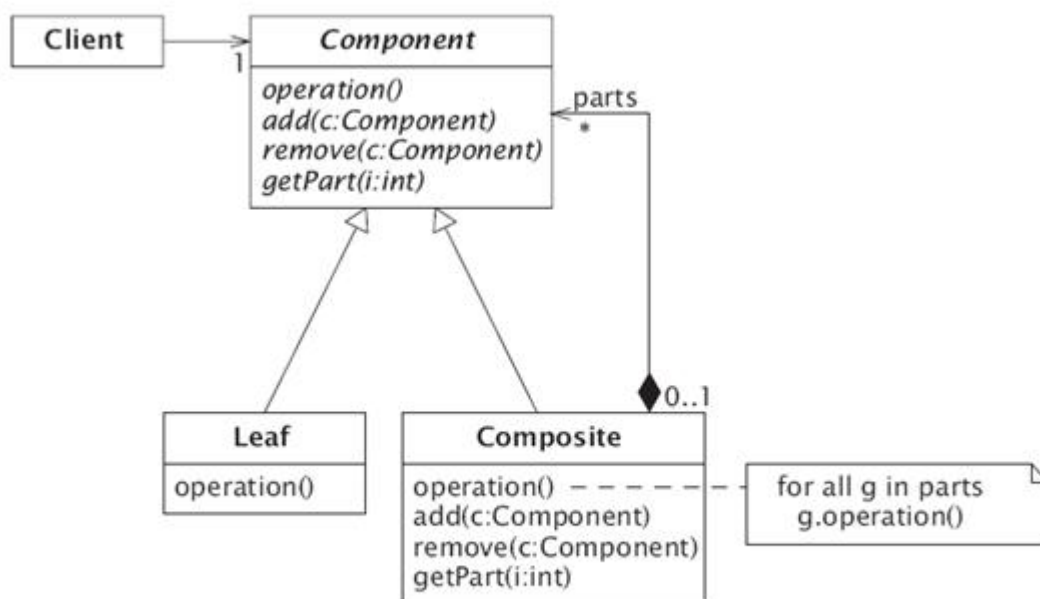 Client
Component
1
operation()
add(c:Component)
remove(c:Component)
getPart(i:int)
parts
*
0..1
Leaf
operation()
Composite
operation()
add(c:Component)
remove(c:Component)
getPart(i:int)
for all g in parts
g.operation()